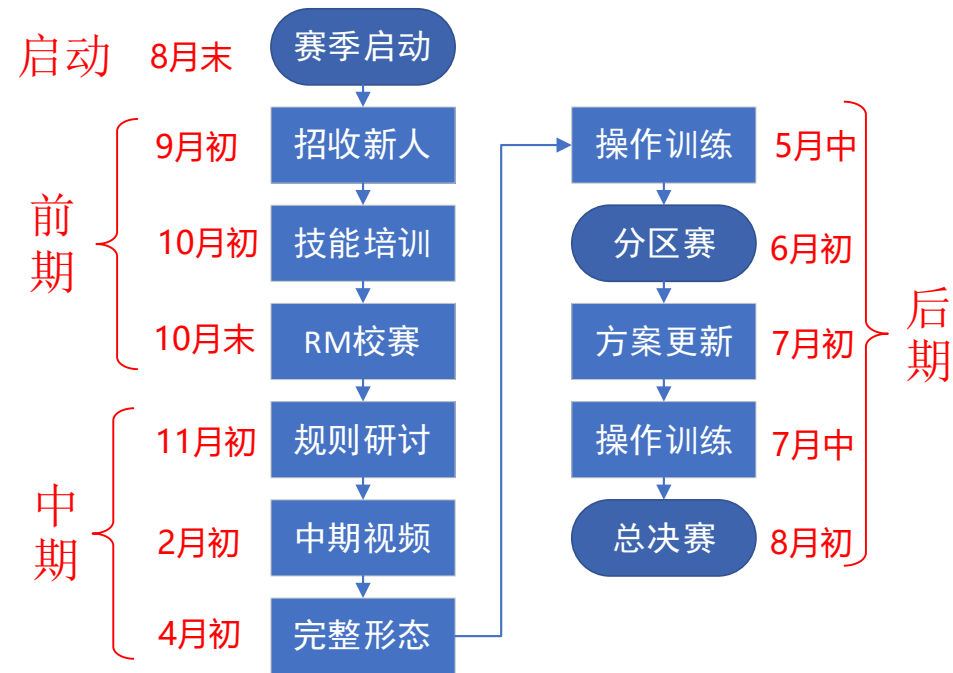 启动
8月末
赛季启动
前期
9月初
招收新人
10月初
技能培训
10月末
RM校赛
中期
11月初
规则研讨
2月初
中期视频
4月初
完整形态
操作训练
5月中
分区赛
6月初
方案更新
7月初
操作训练
7月中
总决赛
8月初
后期